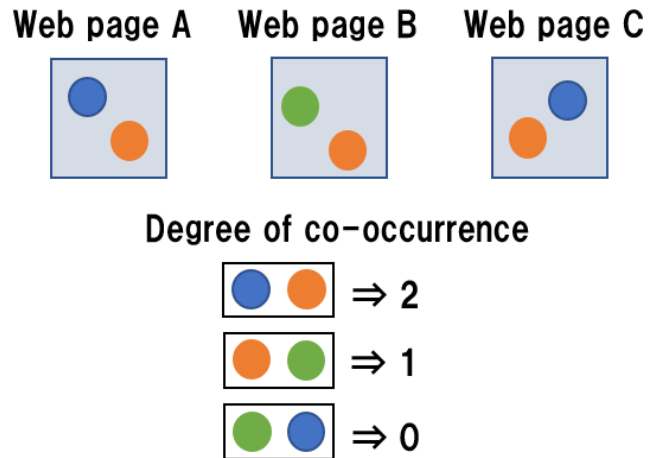 Web page A Web page B Web page C
Degree of co-occurrence
⇒ 2
⇒ 1
⇒ 0